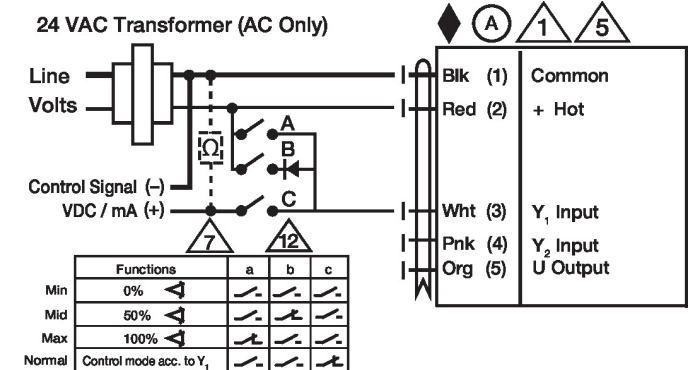 24 VAC Transformer (AC Only)
A 1 5
Line
Volts
Blk (1) Common
Red (2) + Hot
A
Ω
B
Control Signal (–)
VDC / mA (+)
C
Wht (3) Y1 Input
Pnk (4) Y2 Input
Org (5) U Output
7 12
Functions a b c
Min 0%
Mid 50%
Max 100%
Normal Control mode acc. to Y1